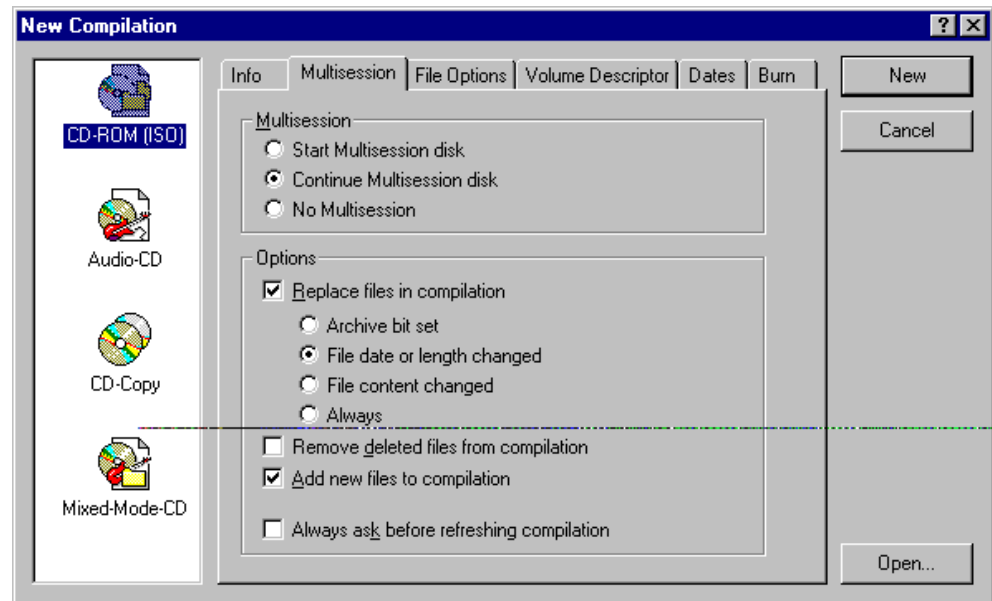 New Compilation
CD-ROM (ISO)
Audio-CD
CD-Copy
Mixed-Mode-CD
Info Multisession File Options Volume Descriptor Dates Burn
Multisession
Start Multisession disk
Continue Multisession disk
No Multisession
Options
Replace files in compilation
Archive bit set
File date or length changed
File content changed
Always
Remove deleted files from compilation
Add new files to compilation
Always ask before refreshing compilation
New
Cancel
Open...